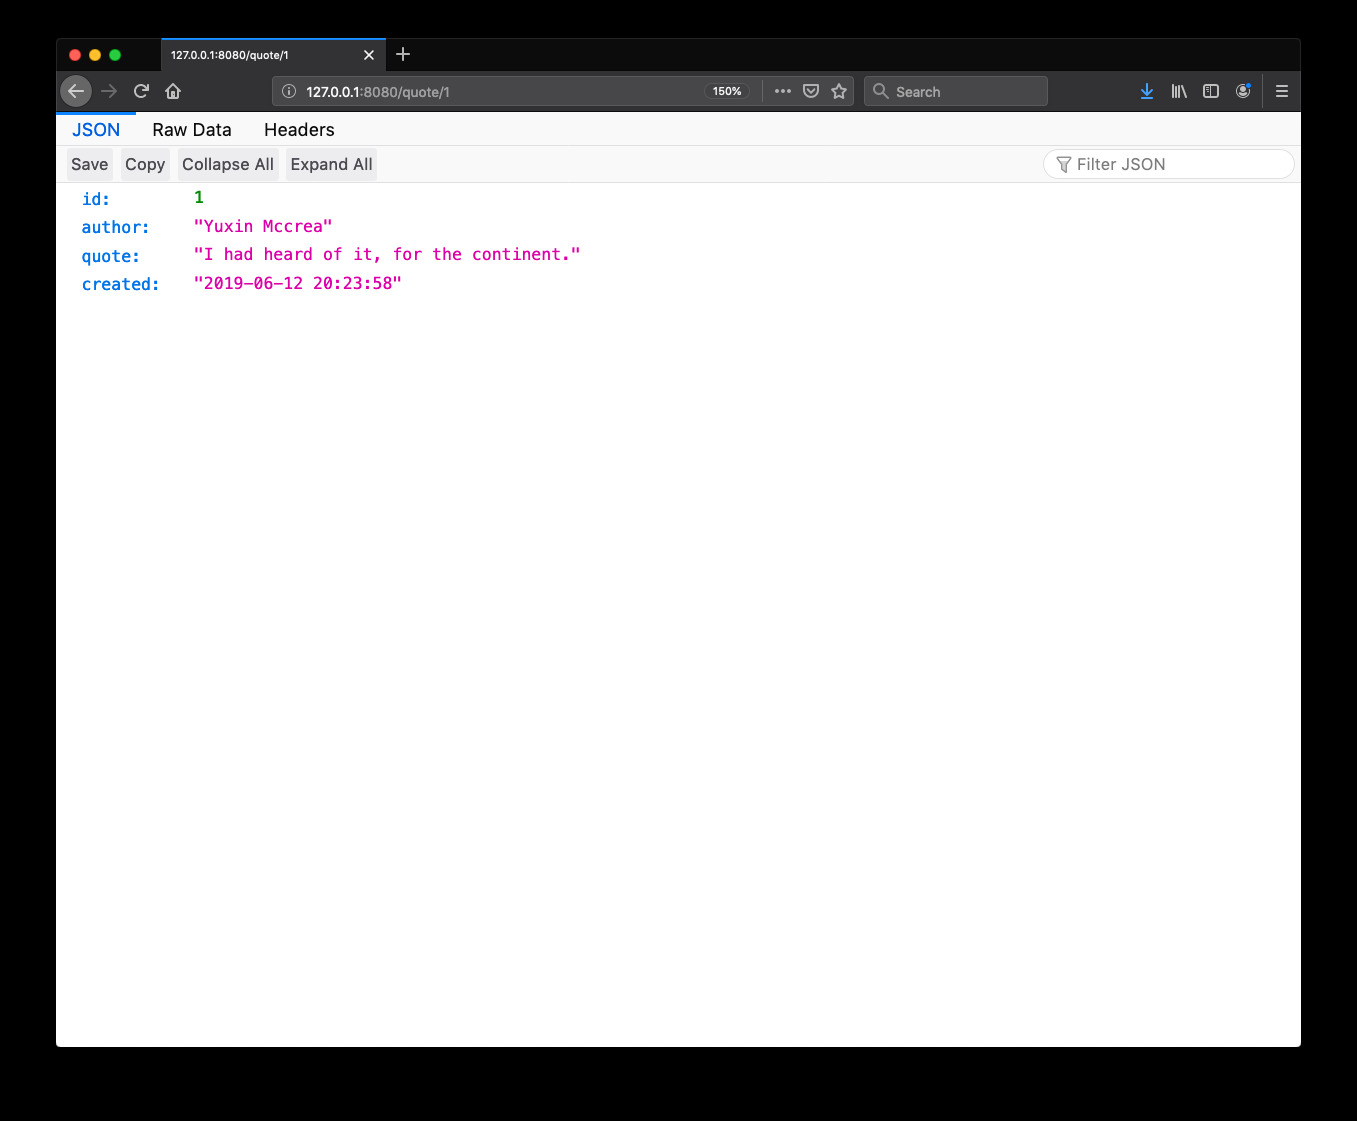 127.0.0.1:8080/quote/1
127.0.0.1:8080/quote/1 150% Search
JSON Raw Data Headers
Save Copy Collapse All Expand All Filter JSON
id: 1
author: "Yuxin Mccrea"
quote: "I had heard of it, for the continent."
created: "2019-06-12 20:23:58"